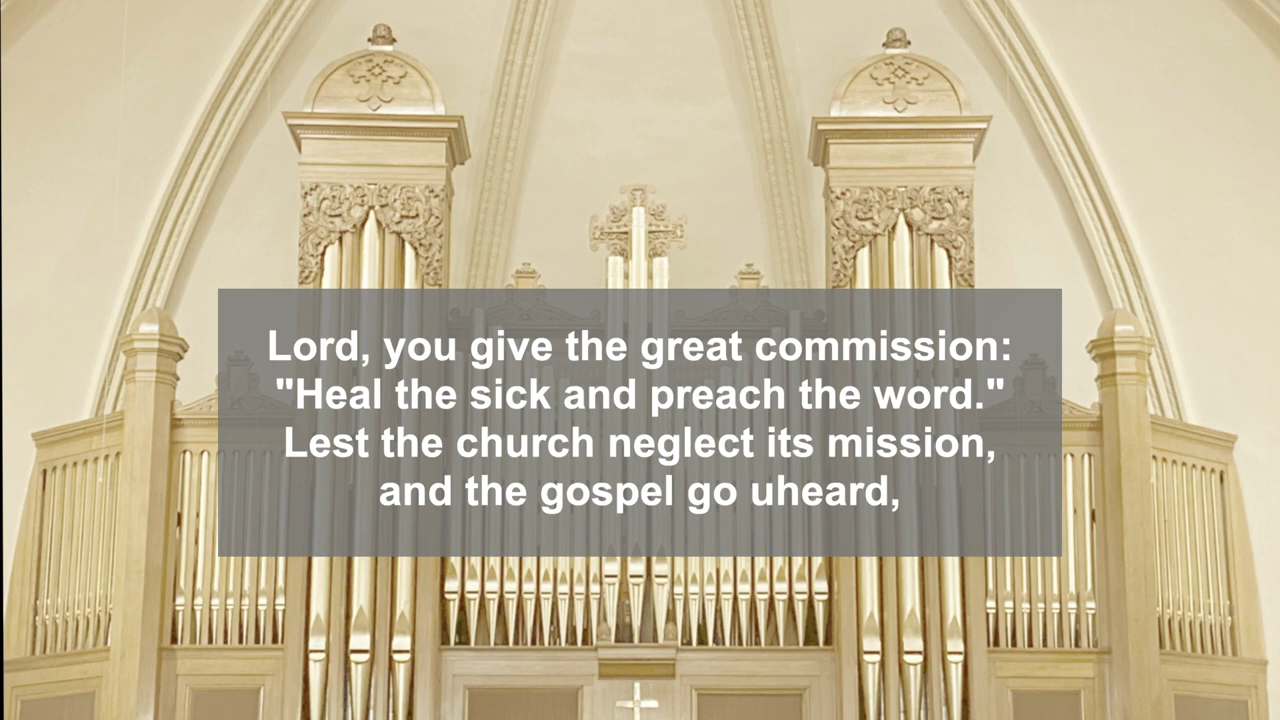 Lord, you give the great commission:
"Heal the sick and preach the word."
Lest the church neglect its mission,
and the gospel go uheard,